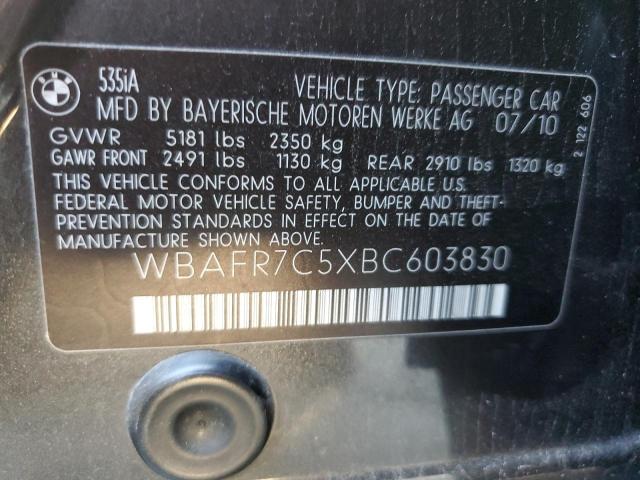 BMW
535iA
VEHICLE TYPE: PASSENGER CAR
MFD BY BAYERISCHE MOTOREN WERKE AG 07/10
GVWR 5181 lbs 2350 kg
GAWR FRONT 2491 lbs 1130 kg REAR 2910 lbs 1320 kg
THIS VEHICLE CONFORMS TO ALL APPLICABLE U.S.
FEDERAL MOTOR VEHICLE SAFETY, BUMPER AND THEFT-
PREVENTION STANDARDS IN EFFECT ON THE DATE OF
MANUFACTURE SHOWN ABOVE.
WBAFR7C5XBC603830
2 122 606